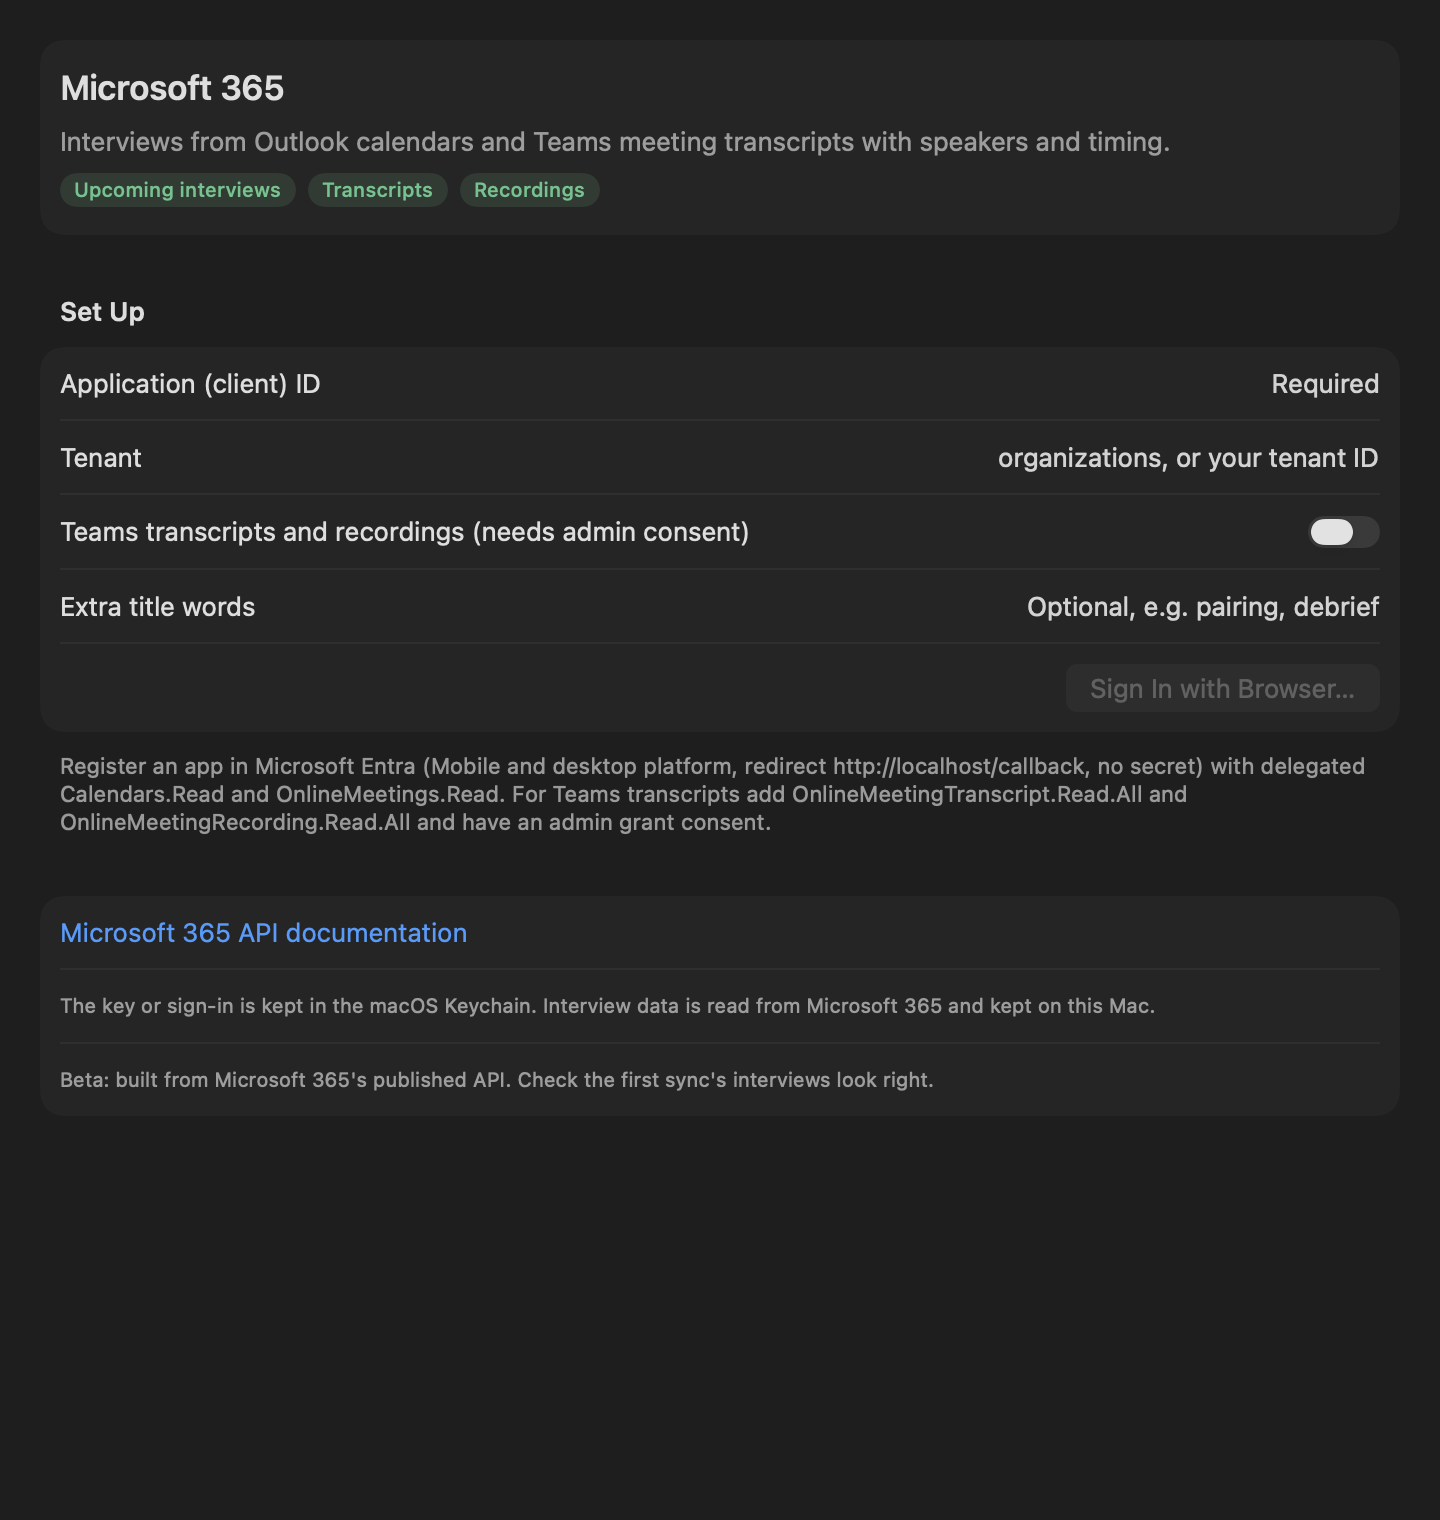 Microsoft 365
Interviews from Outlook calendars and Teams meeting transcripts with speakers and timing.
Upcoming interviews Transcripts Recordings
Set Up
Application (client) ID Required
Tenant organizations, or your tenant ID
Teams transcripts and recordings (needs admin consent)
Extra title words Optional, e.g. pairing, debrief
Sign In with Browser...
Register an app in Microsoft Entra (Mobile and desktop platform, redirect http://localhost/callback, no secret) with delegated
Calendars.Read and OnlineMeetings.Read. For Teams transcripts add OnlineMeetingTranscript.Read.All and
OnlineMeetingRecording.Read.All and have an admin grant consent.
Microsoft 365 API documentation
The key or sign-in is kept in the macOS Keychain. Interview data is read from Microsoft 365 and kept on this Mac.
Beta: built from Microsoft 365's published API. Check the first sync's interviews look right.